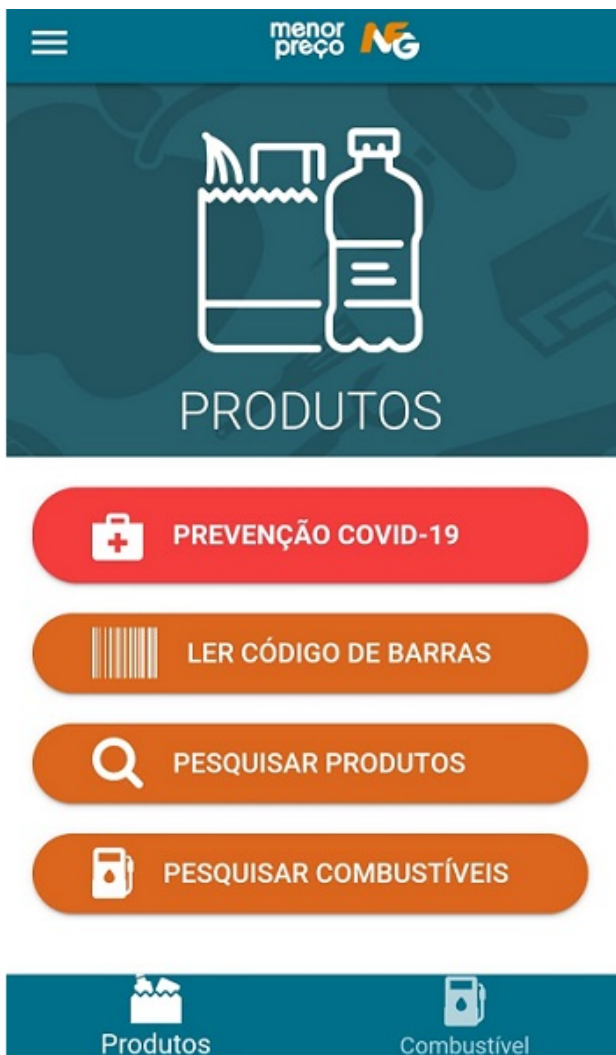 menor
preço NFG
PRODUTOS
PREVENÇÃO COVID-19
LER CÓDIGO DE BARRAS
PESQUISAR PRODUTOS
PESQUISAR COMBUSTÍVEIS
Produtos Combustível